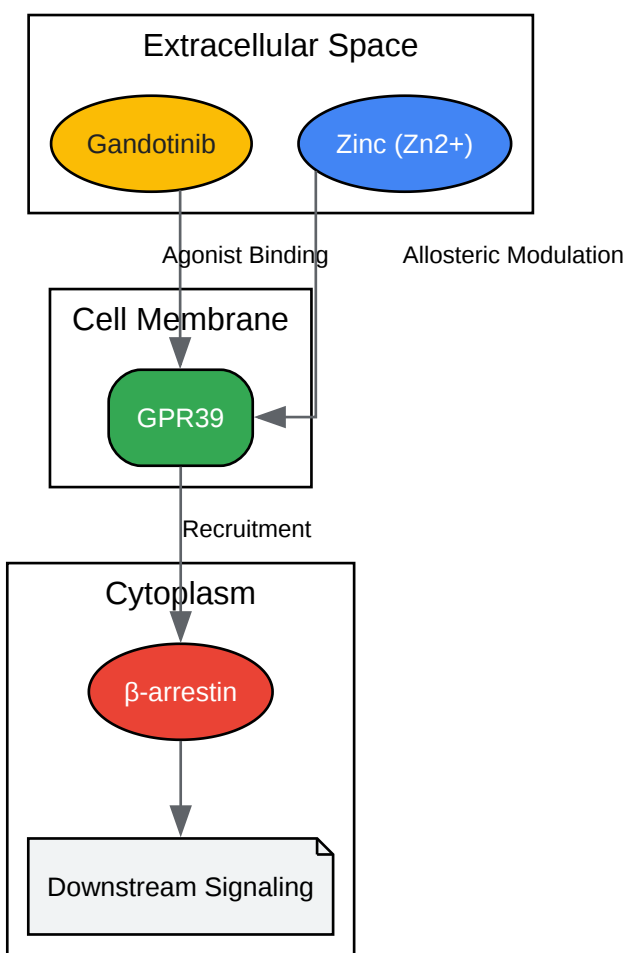 Extracellular Space
Gandotinib
Zinc (Zn2+)
Agonist Binding
Allosteric Modulation
Cell Membrane
GPR39
Recruitment
Cytoplasm
β-arrestin
Downstream Signaling